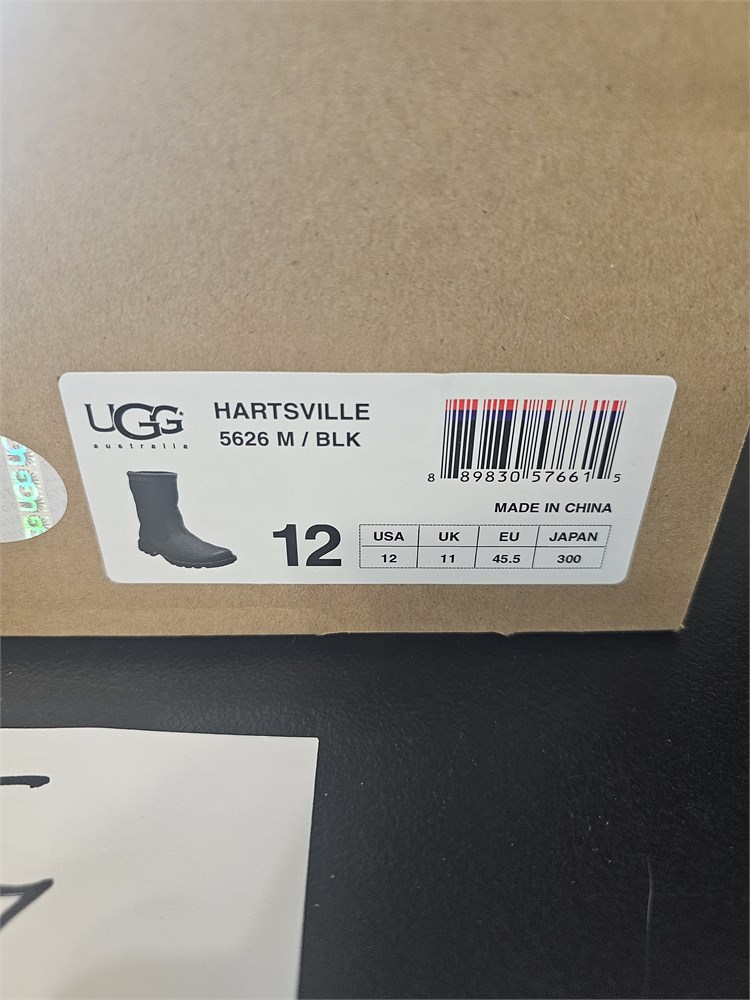 UGG
australia
HARTSVILLE
5626 M / BLK
8 89830 57661 5
MADE IN CHINA
12
USA UK EU JAPAN
12 11 45.5 300
UGG